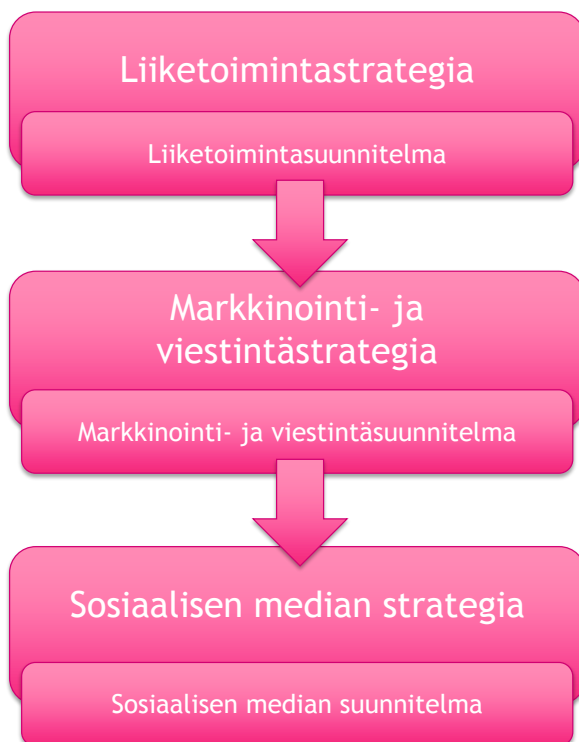 Liiketoimintastrategia
Liiketoimintasuunnitelma
Markkinointi- ja
viestintästrategia
Markkinointi- ja viestintäsuunnitelma
Sosiaalisen median strategia
Sosiaalisen median suunnitelma